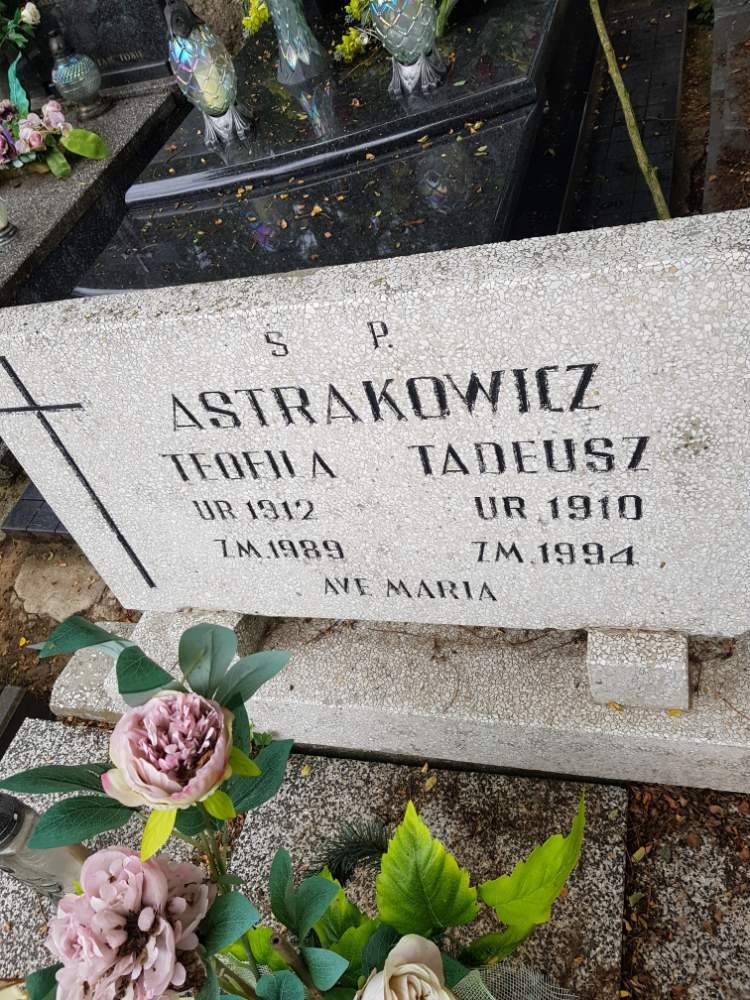 S P.
ASTRAKOWICZ
TEOFILA TADEUSZ
UR 1912 UR. 1910
ZM. 1989 ZM. 1994
AVE MARIA